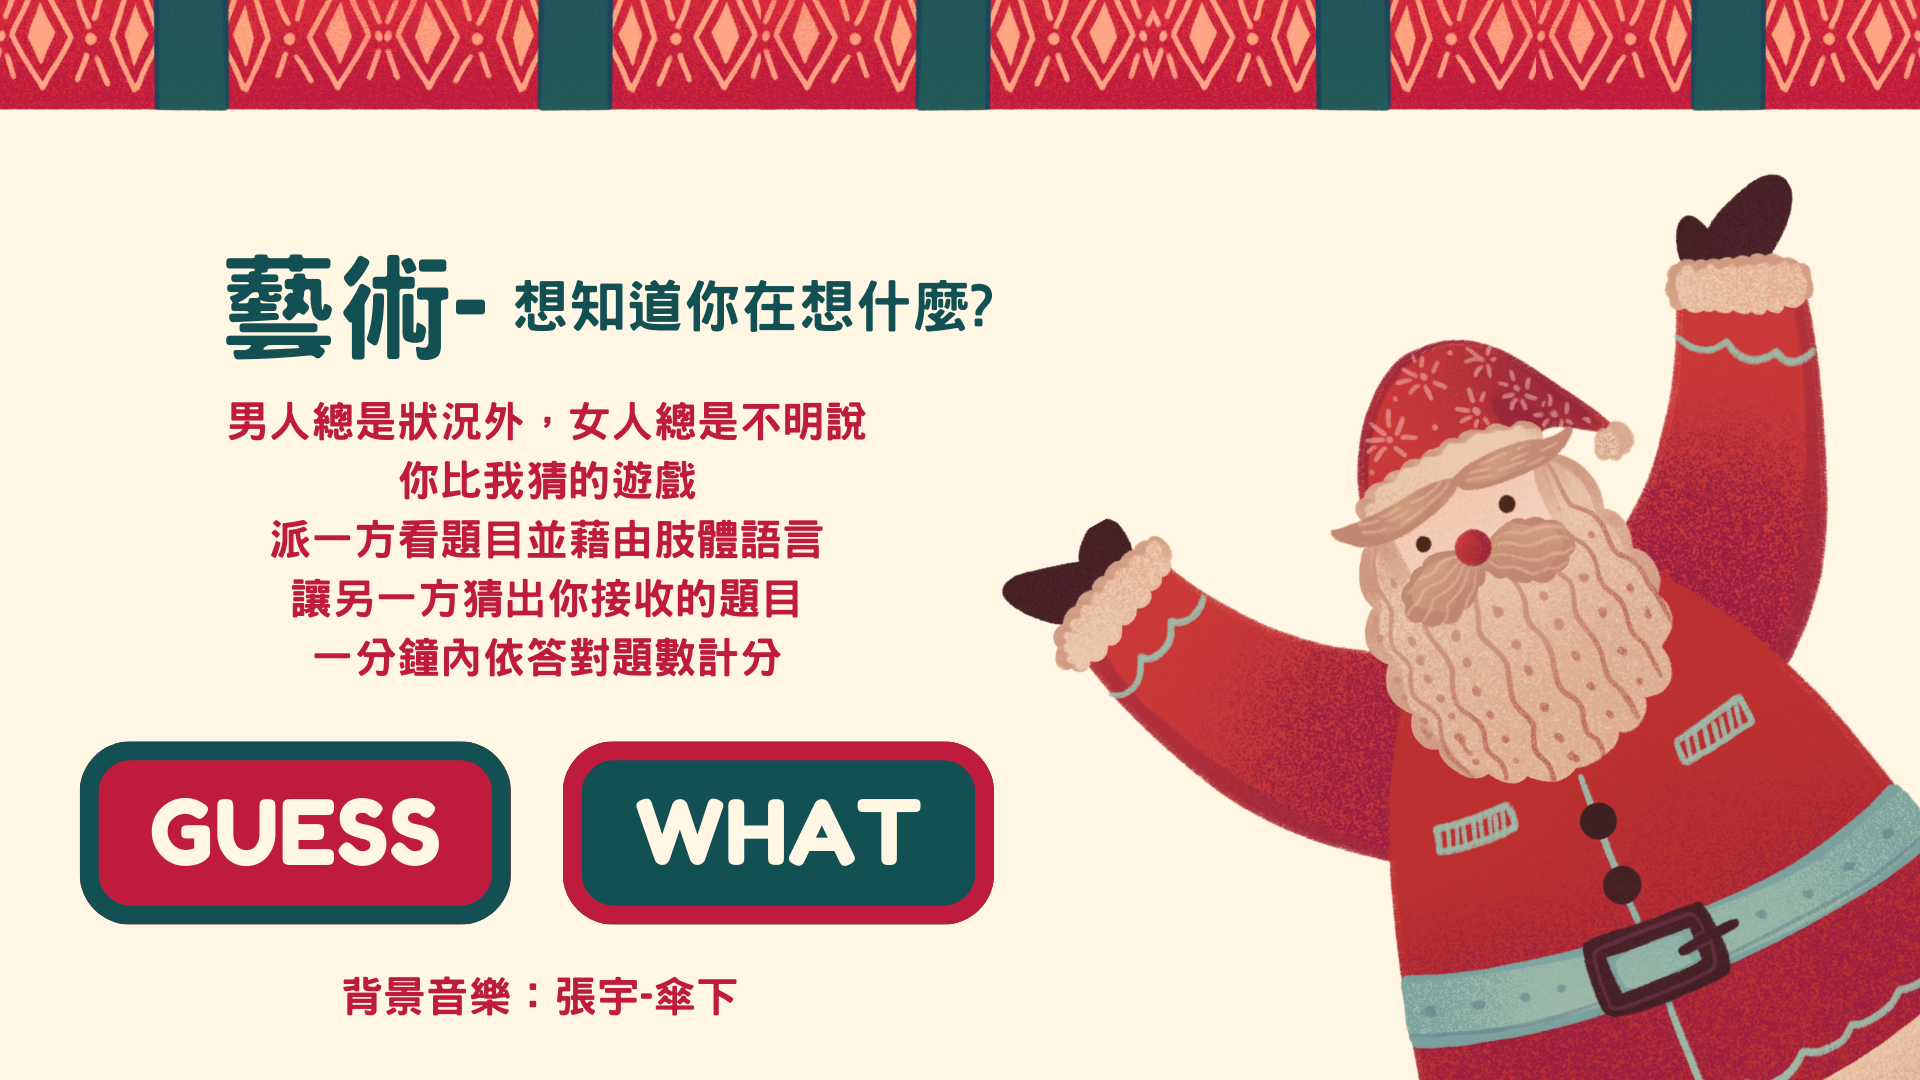 藝術- 想知道你在想什麼?
男人總是狀況外，女人總是不明說
你比我猜的遊戲
派一方看題目並藉由肢體語言
讓另一方猜出你接收的題目
一分鐘內依答對題數計分
GUESS WHAT
背景音樂：張宇-傘下